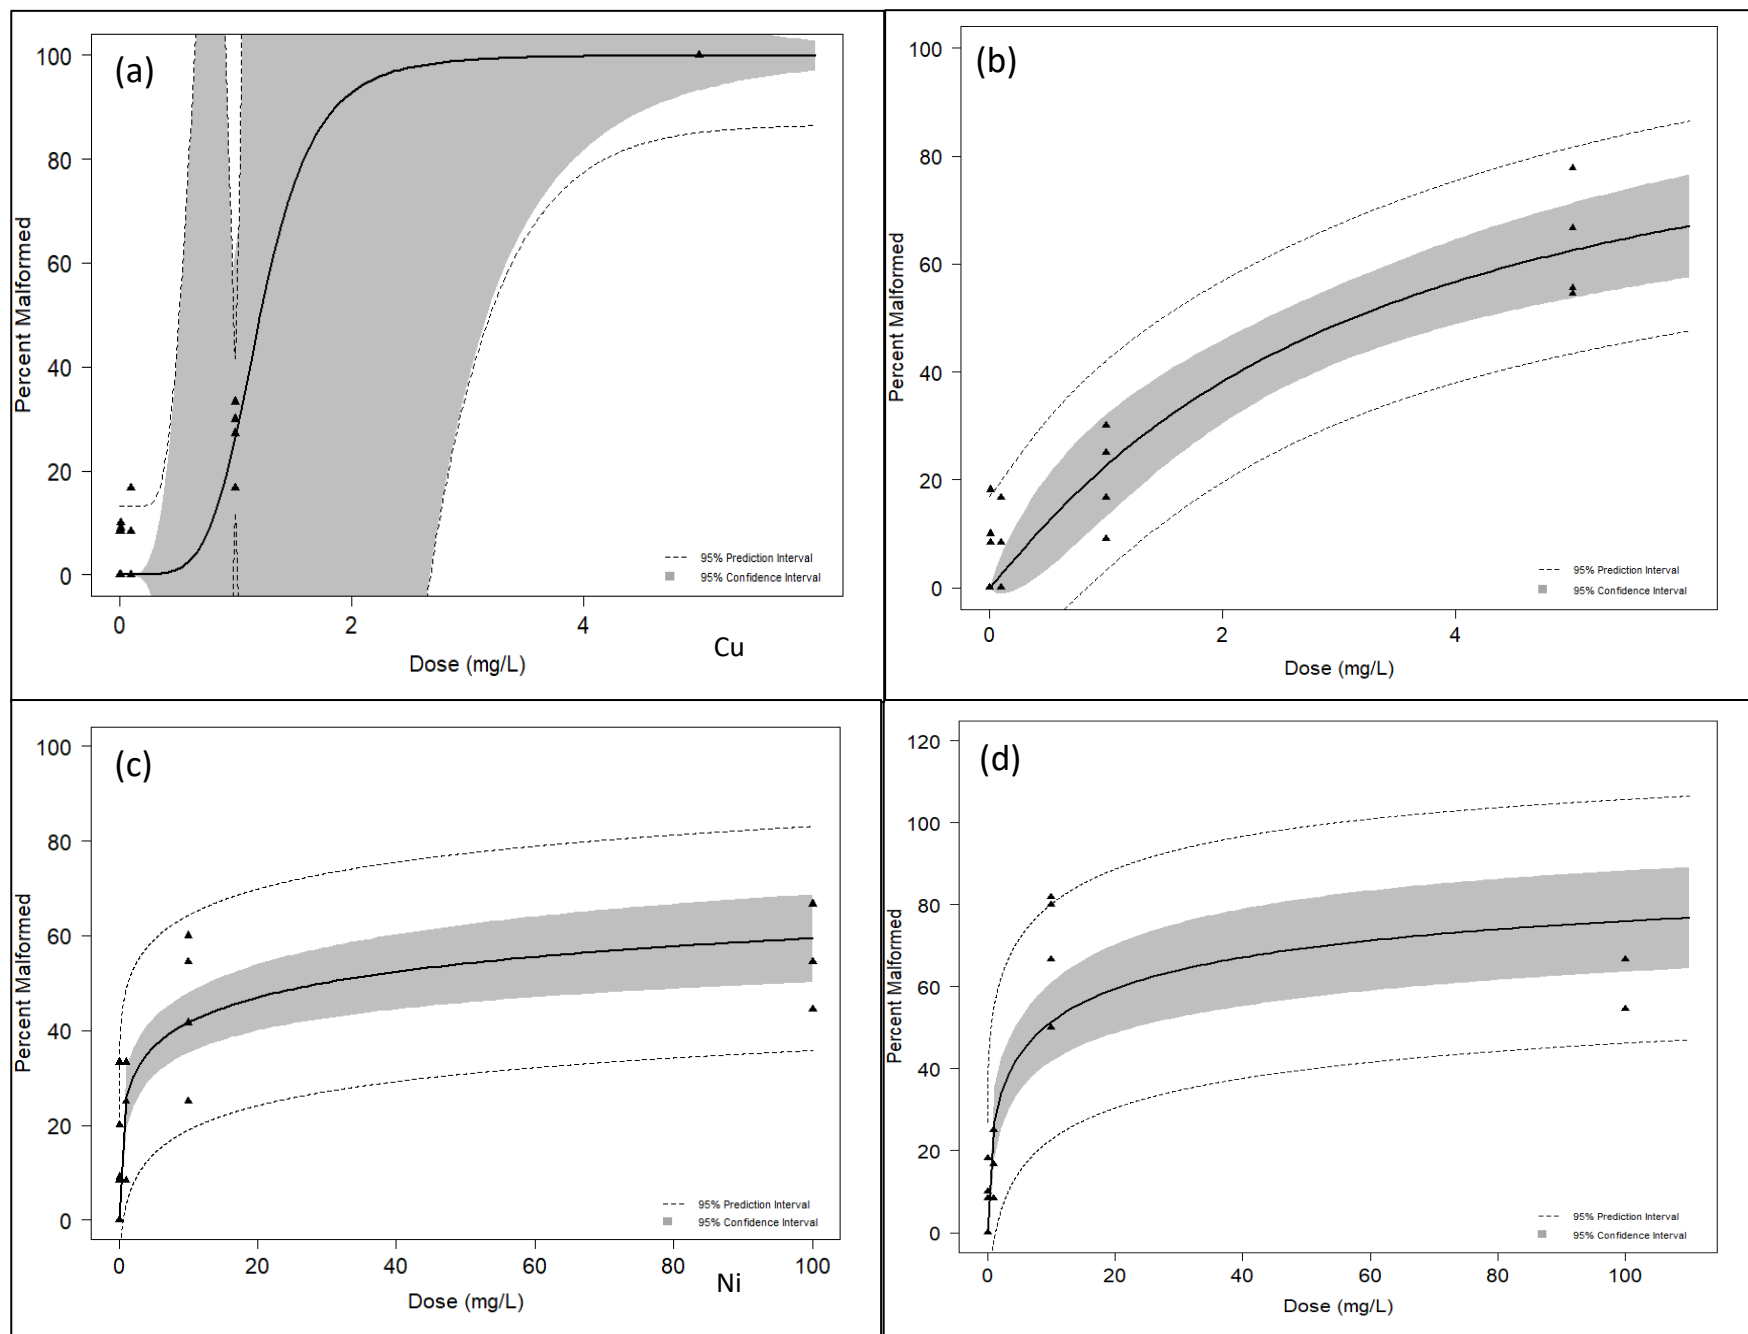 (a)
Percent Malformed
100
80
60
40
20
0
95% Prediction Interval
95% Confidence Interval
0 2 4
Cu
Dose (mg/L)
(b)
Percent Malformed
100
80
60
40
20
0
95% Prediction Interval
95% Confidence Interval
0 2 4
Dose (mg/L)
(c)
Percent Malformed
100
80
60
40
20
0
95% Prediction Interval
95% Confidence Interval
0 20 40 60 80 100
Ni
Dose (mg/L)
(d)
Percent Malformed
120
100
80
60
40
20
0
95% Prediction Interval
95% Confidence Interval
0 20 40 60 80 100
Dose (mg/L)